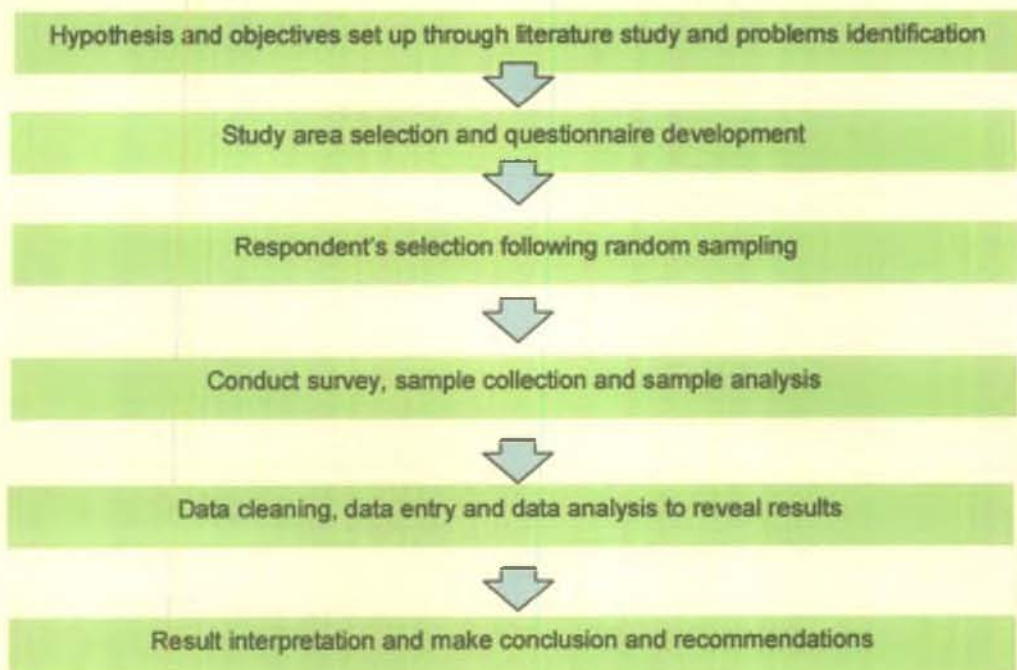 Hypothesis and objectives set up through literature study and problems identification
Study area selection and questionnaire development
Respondent's selection following random sampling
Conduct survey, sample collection and sample analysis
Data cleaning, data entry and data analysis to reveal results
Result interpretation and make conclusion and recommendations